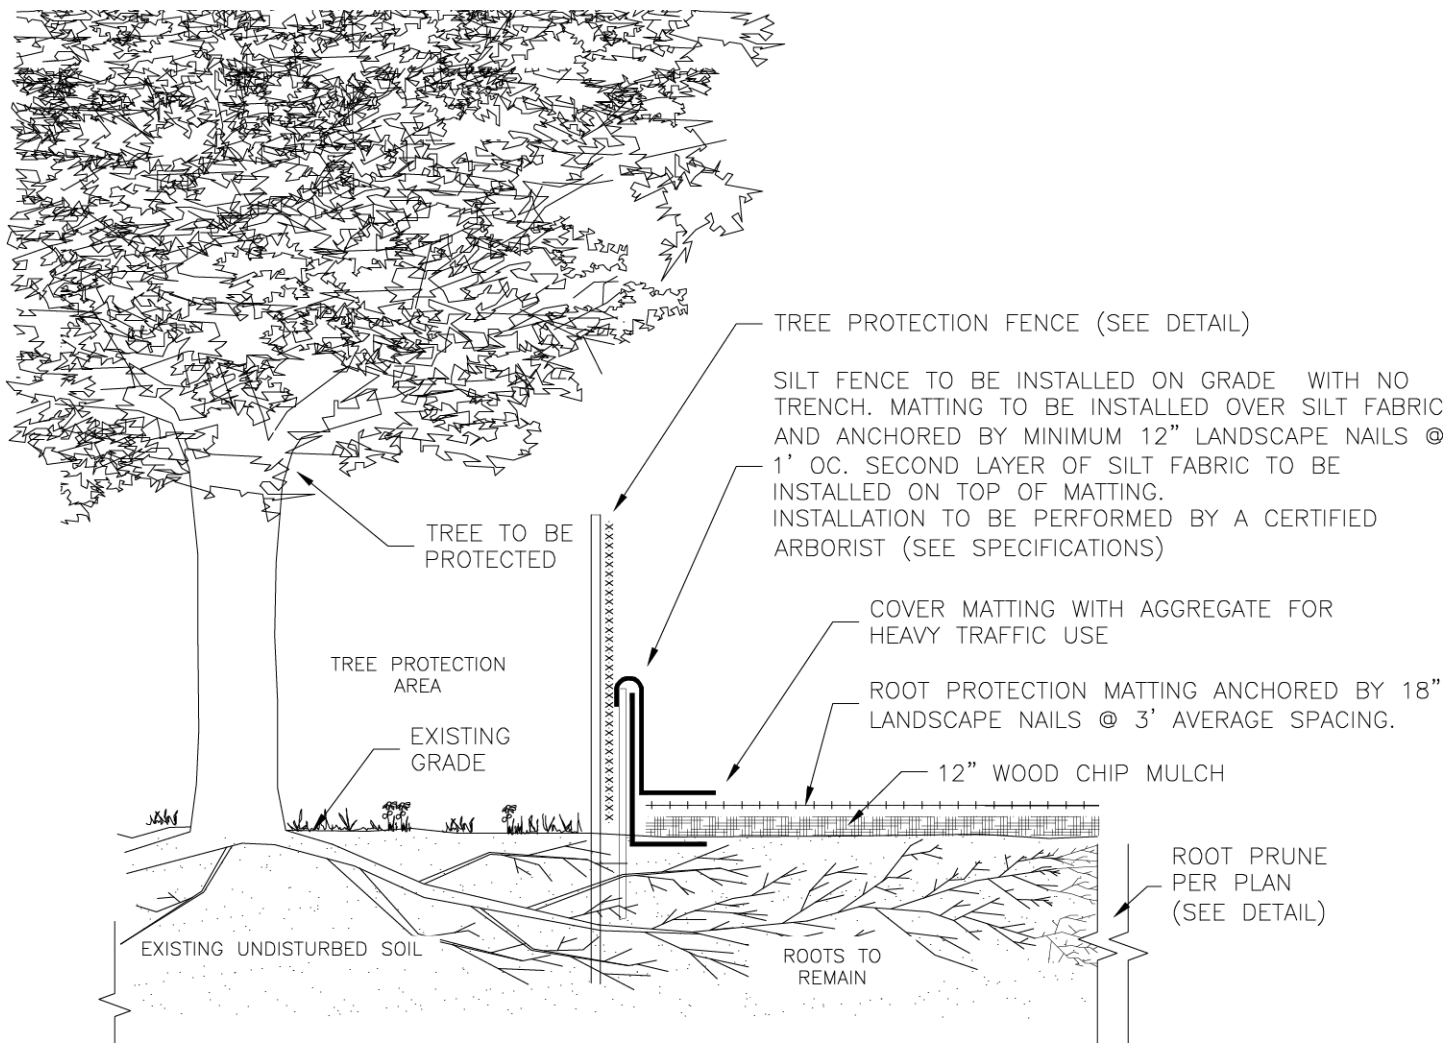 TREE PROTECTION FENCE (SEE DETAIL)
SILT FENCE TO BE INSTALLED ON GRADE WITH NO
TRENCH. MATTING TO BE INSTALLED OVER SILT FABRIC
AND ANCHORED BY MINIMUM 12" LANDSCAPE NAILS @
1' OC. SECOND LAYER OF SILT FABRIC TO BE
INSTALLED ON TOP OF MATTING.
INSTALLATION TO BE PERFORMED BY A CERTIFIED
ARBORIST (SEE SPECIFICATIONS)
TREE TO BE
PROTECTED
COVER MATTING WITH AGGREGATE FOR
HEAVY TRAFFIC USE
TREE PROTECTION
AREA
ROOT PROTECTION MATTING ANCHORED BY 18"
LANDSCAPE NAILS @ 3' AVERAGE SPACING.
EXISTING
GRADE
12" WOOD CHIP MULCH
ROOT PRUNE
PER PLAN
(SEE DETAIL)
EXISTING UNDISTURBED SOIL
ROOTS TO
REMAIN